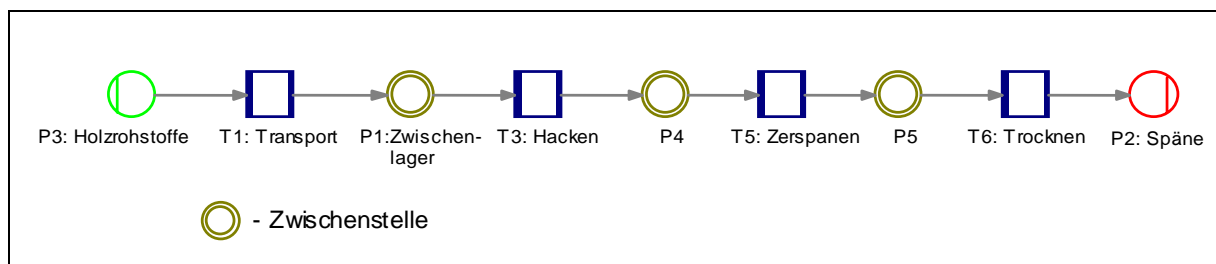 P3: Holzrohstoffe T1: Transport P1:Zwischen- T3: Hacken P4 T5: Zerspanen P5 T6: Trocknen P2: Späne
lager
- Zwischenstelle